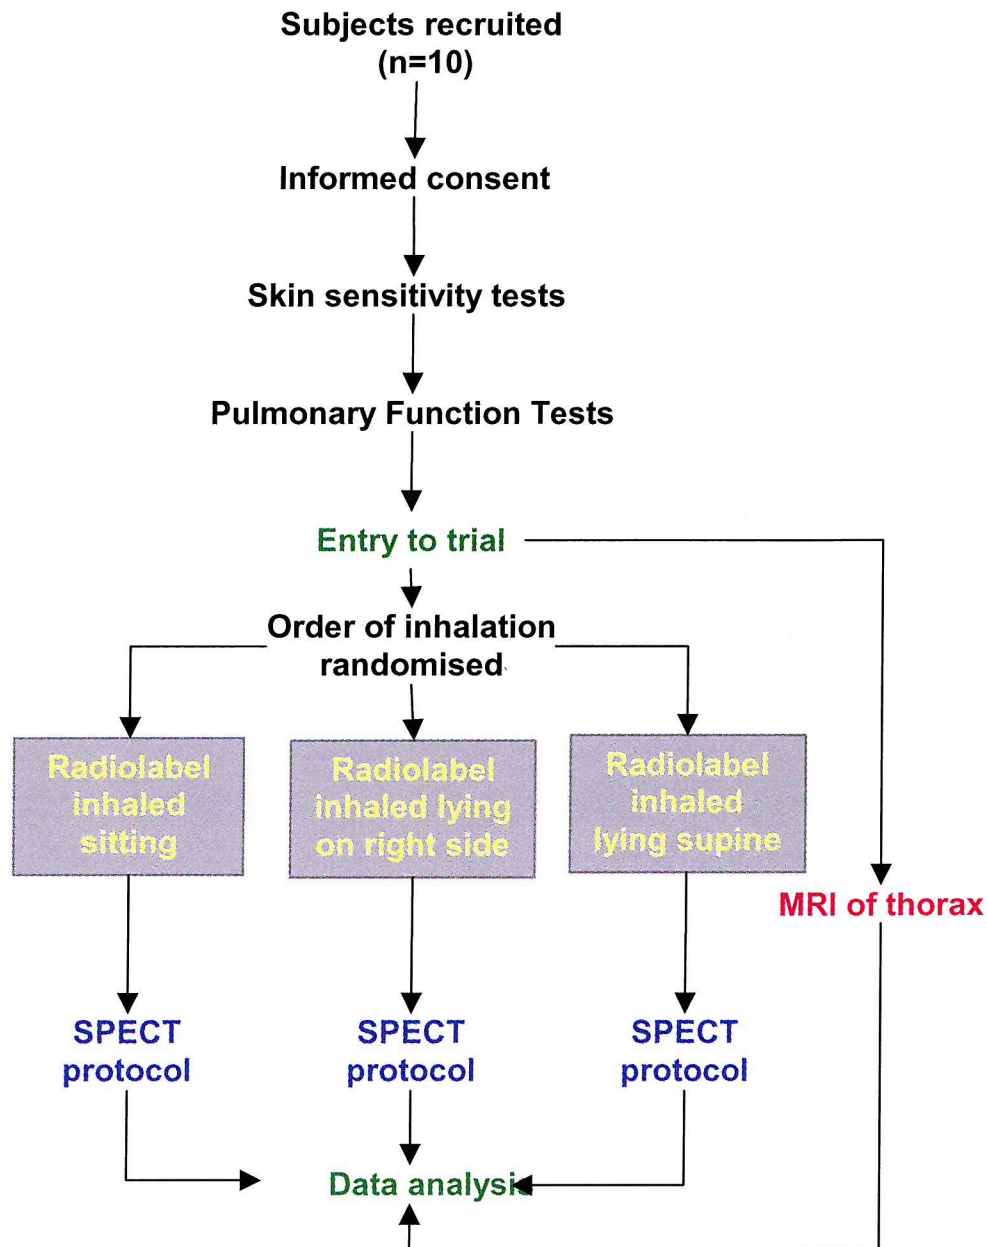 Subjects recruited
(n=10)
Informed consent
Skin sensitivity tests
Pulmonary Function Tests
Entry to trial
Order of inhalation
randomised
Radiolabel
inhaled
sitting
Radiolabel
inhaled lying
on right side
Radiolabel
inhaled
lying supine
MRI of thorax
SPECT
protocol
SPECT
protocol
SPECT
protocol
Data analysis